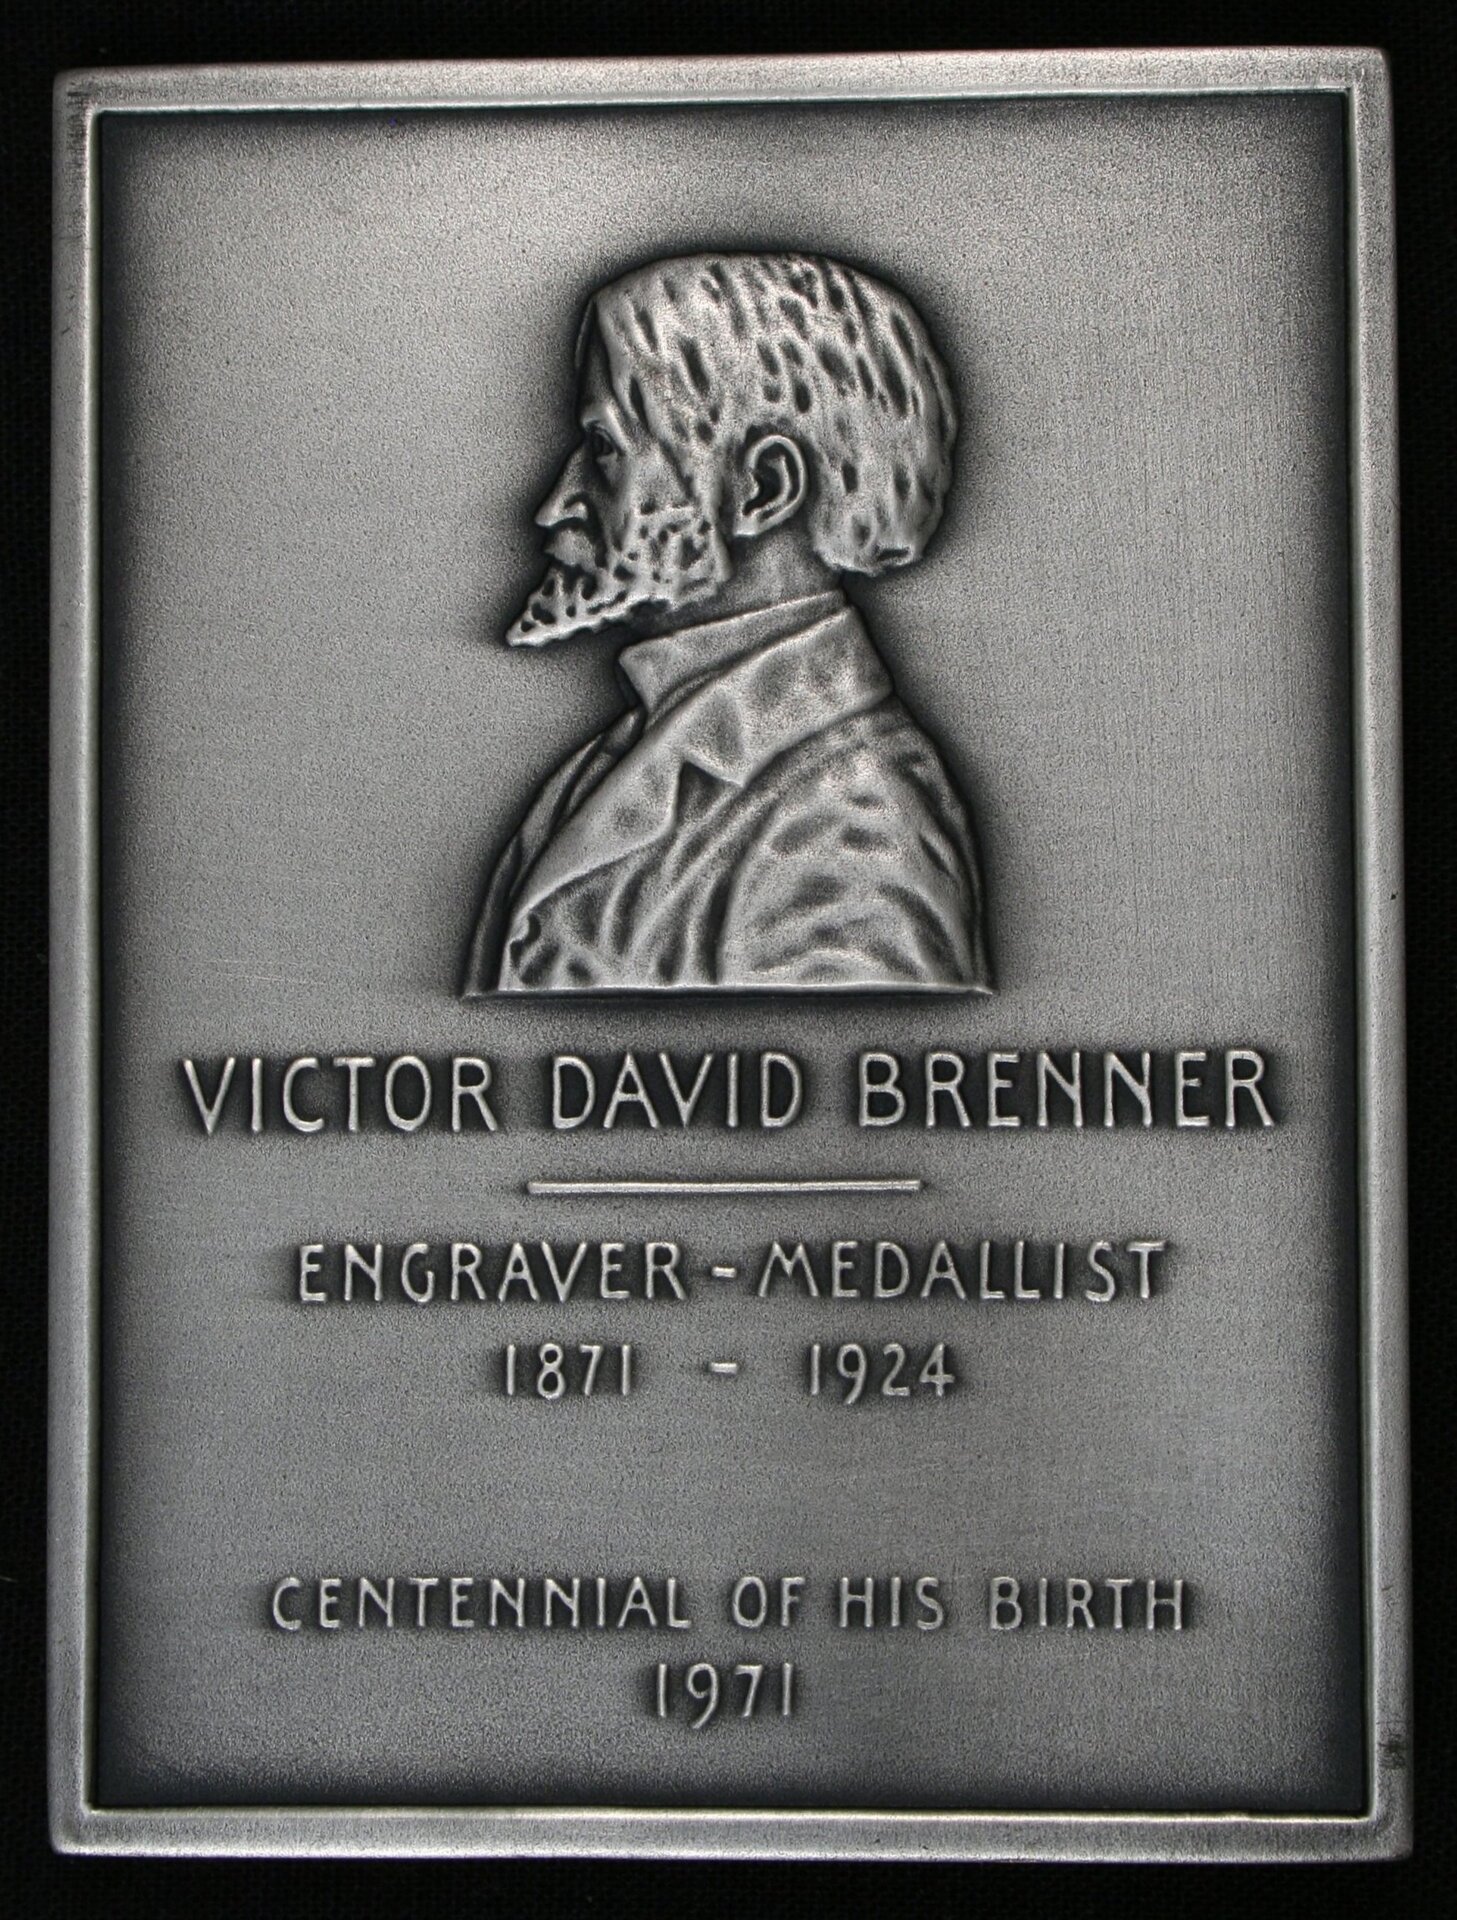 VICTOR DAVID BRENNER
ENGRAVER - MEDALLIST
1871 - 1924
CENTENNIAL OF HIS BIRTH
1971